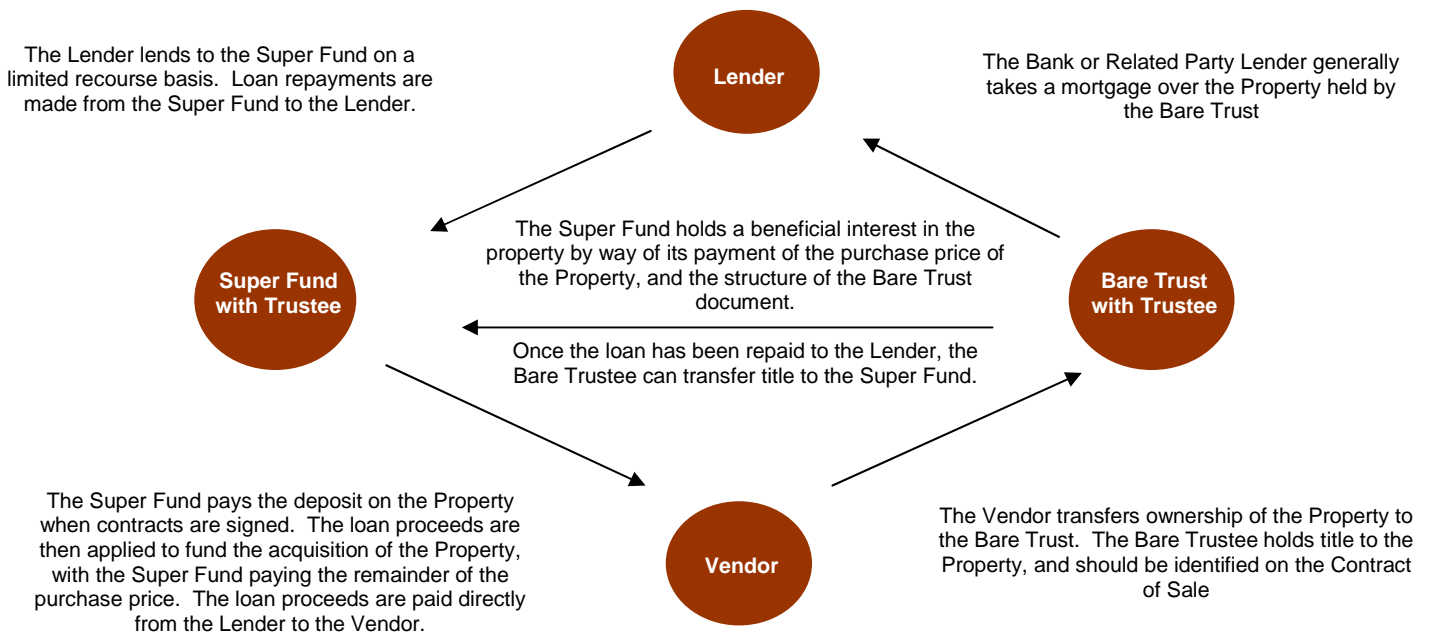 The Lender lends to the Super Fund on a
limited recourse basis.  Loan repayments are
made from the Super Fund to the Lender.
Lender
The Bank or Related Party Lender generally
takes a mortgage over the Property held by
the Bare Trust
The Super Fund holds a beneficial interest in the
property by way of its payment of the purchase price of
the Property, and the structure of the Bare Trust
document.
Super Fund
with Trustee
Bare Trust
with Trustee
Once the loan has been repaid to the Lender, the
Bare Trustee can transfer title to the Super Fund.
The Super Fund pays the deposit on the Property
when contracts are signed.  The loan proceeds are
then applied to fund the acquisition of the Property,
with the Super Fund paying the remainder of the
purchase price.  The loan proceeds are paid directly
from the Lender to the Vendor.
Vendor
The Vendor transfers ownership of the Property to
the Bare Trust.  The Bare Trustee holds title to the
Property, and should be identified on the Contract
of Sale